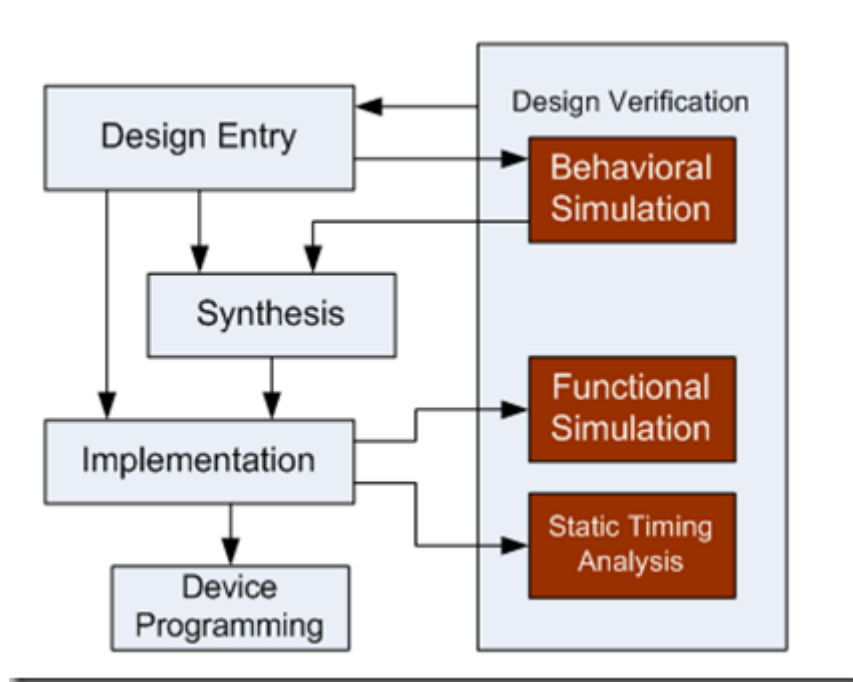 Design Entry
Design Verification
Behavioral
Simulation
Synthesis
Functional
Simulation
Implementation
Static Timing
Analysis
Device
Programming